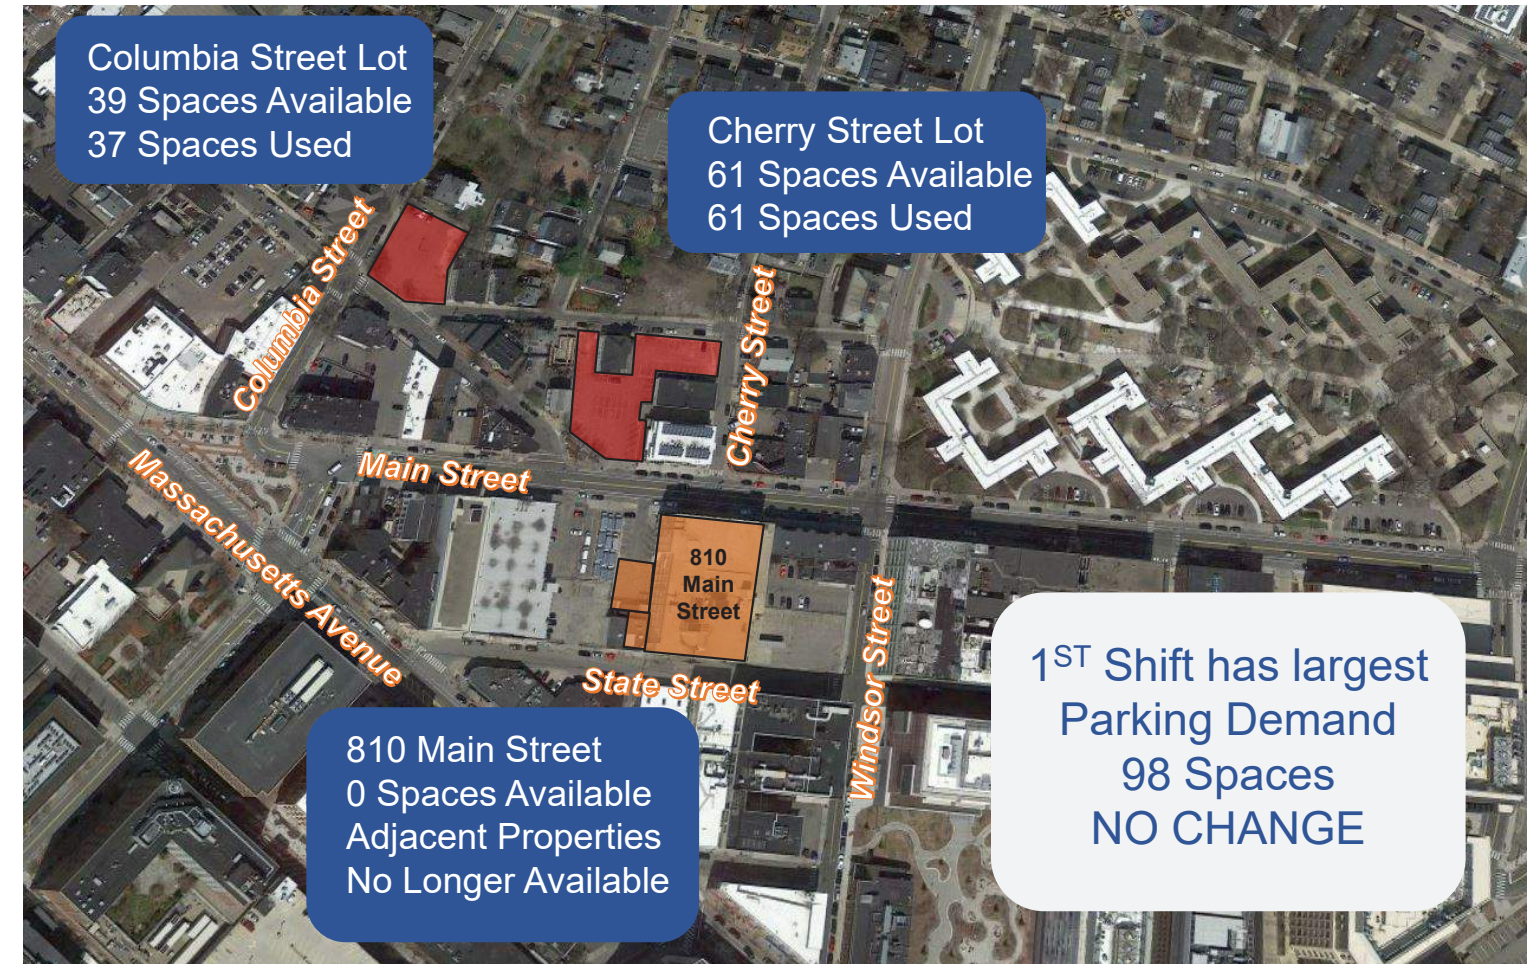 Columbia Street Lot
39 Spaces Available
37 Spaces Used
Cherry Street Lot
61 Spaces Available
61 Spaces Used
Columbia Street
Cherry Street
Main Street
Massachusetts Avenue
810
Main
Street
State Street
Windsor Street
810 Main Street
0 Spaces Available
Adjacent Properties
No Longer Available
1ST Shift has largest
Parking Demand
98 Spaces
NO CHANGE